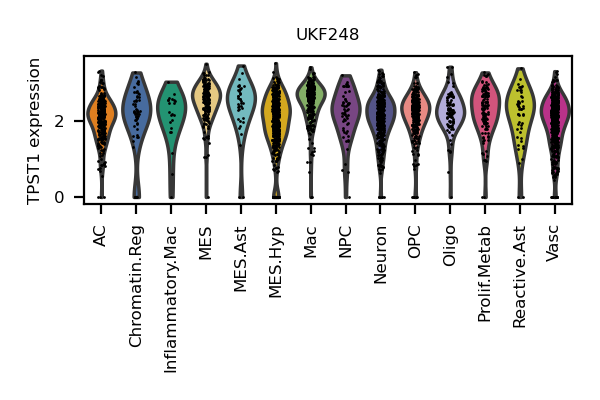 UKF248
TPST1 expression
2
0
AC
Chromatin.Reg
Inflammatory.Mac
MES
MES.Ast
MES.Hyp
Mac
NPC
Neuron
OPC
Oligo
Prolif.Metab
Reactive.Ast
Vasc